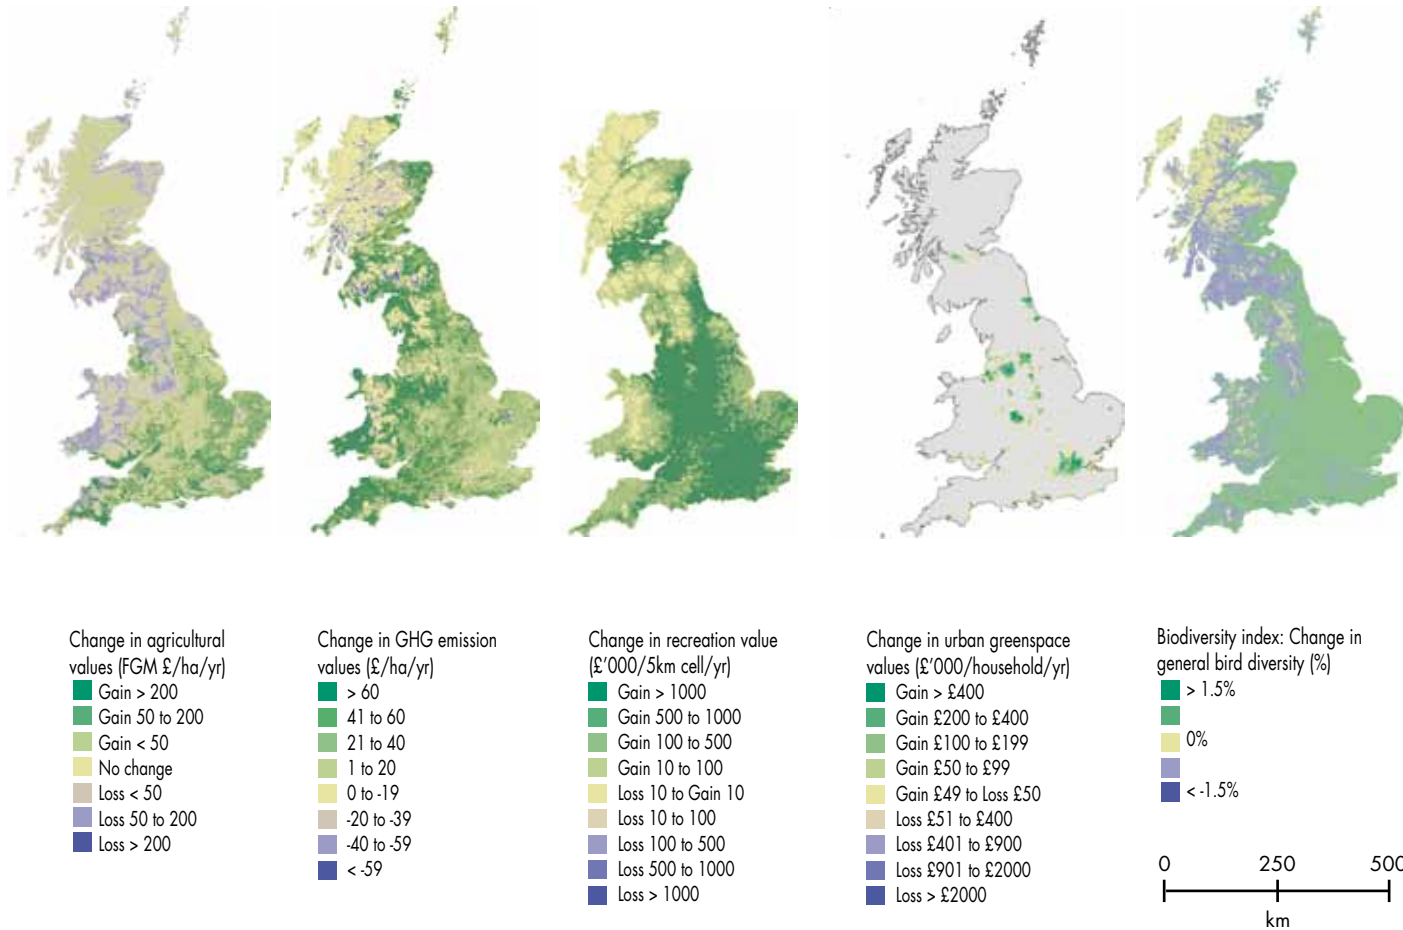 Change in agricultural
values (FGM £/ha/yr)
Gain > 200
Gain 50 to 200
Gain < 50
No change
Loss < 50
Loss 50 to 200
Loss > 200
Change in GHG emission
values (£/ha/yr)
> 60
41 to 60
21 to 40
1 to 20
0 to -19
-20 to -39
-40 to -59
< -59
Change in recreation value
(£'000/5km cell/yr)
Gain > 1000
Gain 500 to 1000
Gain 100 to 500
Gain 10 to 100
Loss 10 to Gain 10
Loss 10 to 100
Loss 100 to 500
Loss 500 to 1000
Loss > 1000
Change in urban greenspace
values (£'000/household/yr)
Gain > £400
Gain £200 to £400
Gain £100 to £199
Gain £50 to £99
Gain £49 to Loss £50
Loss £51 to £400
Loss £401 to £900
Loss £901 to £2000
Loss > £2000
Biodiversity index: Change in
general bird diversity (%)
> 1.5%
0%
< -1.5%
0 250 500
km